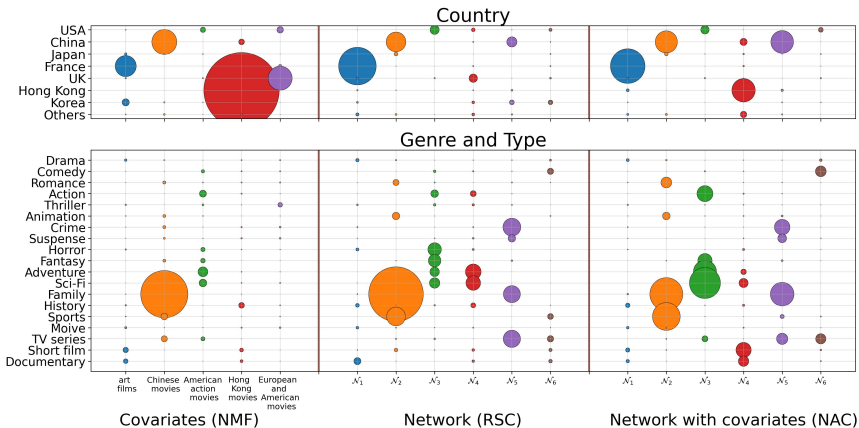 Country
USA
China
Japan
France
UK
Hong Kong
Korea
Others
Genre and Type
Drama
Comedy
Romance
Action
Thriller
Animation
Crime
Suspense
Horror
Fantasy
Adventure
Sci-Fi
Family
History
Sports
Moive
TV series
Short film
Documentary
art films
Chinese movies
American action movies
Hong Kong movies
European and American movies
𝒩1 𝒩2 𝒩3 𝒩4 𝒩5 𝒩6
𝒩1 𝒩2 𝒩3 𝒩4 𝒩5 𝒩6
Covariates (NMF)
Network (RSC)
Network with covariates (NAC)